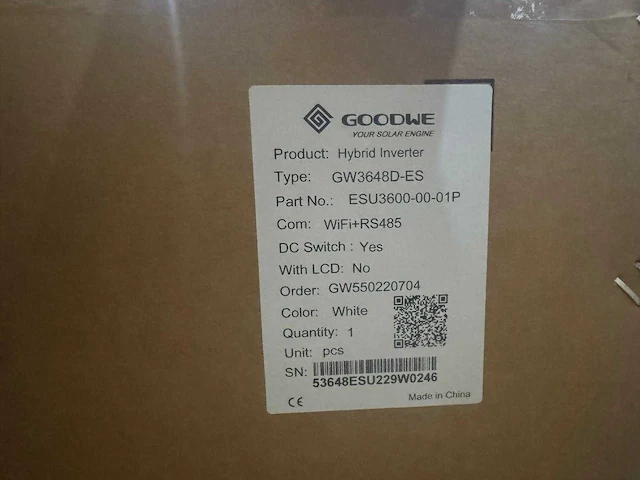 GOODWE
YOUR SOLAR ENGINE
Product: Hybrid Inverter
Type: GW3648D-ES
Part No.: ESU3600-00-01P
Com: WiFi+RS485
DC Switch : Yes
With LCD: No
Order: GW550220704
Color: White
Quantity: 1
Unit: pcs
SN:
53648ESU229W0246
CE
Made in China